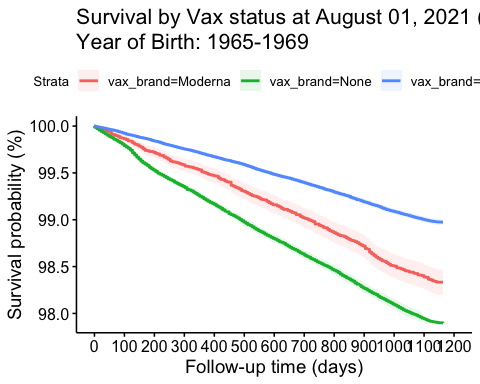 Survival by Vax status at August 01, 2021 (
Year of Birth: 1965-1969
Strata vax_brand=Moderna vax_brand=None vax_brand=
Survival probability (%)
100.0
99.5
99.0
98.5
98.0
0 100 200 300 400 500 600 700 800 900 1000 1100 1200
Follow-up time (days)